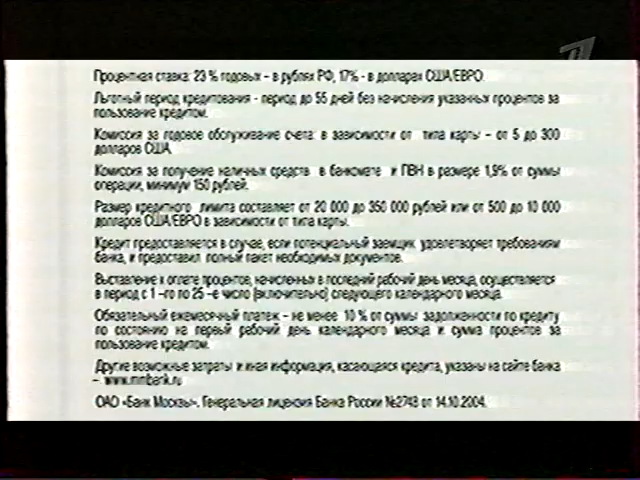 Процентная ставка: 23 % годовых – в рублях РФ, 17% - в долларах США/ЕВРО.
Льготный период кредитования - период до 55 дней без начисления указанных процентов за
пользование кредитом.
Комиссия за годовое обслуживание счета: в зависимости от типа карты – от 5 до 300
долларов США.
Комиссия за получение наличных средств в банкомате и ПВН в размере 1,9% от суммы
операции, минимум 150 рублей.
Размер кредитного лимита составляет от 20 000 до 350 000 рублей или от 500 до 10 000
долларов США/ЕВРО в зависимости от типа карты.
Кредит предоставляется в случае, если потенциальный заемщик удовлетворяет требованиям
банка, и предоставил полный пакет необходимых документов.
Выставление к оплате процентов, начисленных в последний рабочий день месяца, осуществляется
в период с 1 –го по 25 –е число (включительно) следующего календарного месяца.
Обязательный ежемесячный платеж – не менее 10 % от суммы задолженности по кредиту
по состоянию на первый рабочий день календарного месяца и сумма процентов за
пользование кредитом.
Другие возможные затраты и иная информация, касающаяся кредита, указаны на сайте банка
– www.mmbank.ru
ОАО «Банк Москвы». Генеральная лицензия Банка России №2748 от 14.10.2004.